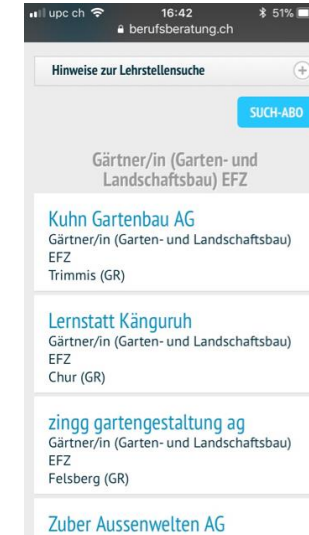 upc ch 16:42 51%
berufsberatung.ch
Hinweise zur Lehrstellensuche
SUCH-ABO
Gärtner/in (Garten- und
Landschaftsbau) EFZ
Kuhn Gartenbau AG
Gärtner/in (Garten- und Landschaftsbau)
EFZ
Trimmis (GR)
Lernstatt Känguruh
Gärtner/in (Garten- und Landschaftsbau)
EFZ
Chur (GR)
zingg gartengestaltung ag
Gärtner/in (Garten- und Landschaftsbau)
EFZ
Felsberg (GR)
Zuber Aussenwelten AG